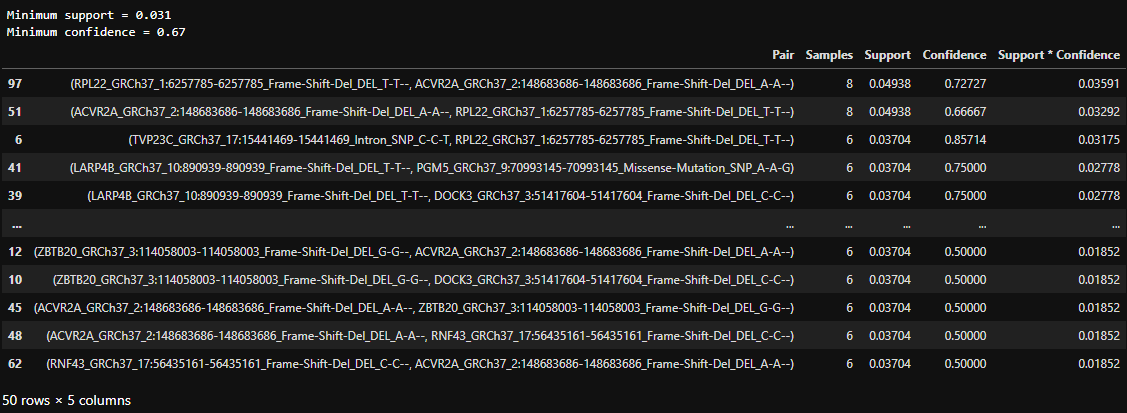 Minimum support = 0.031
Minimum confidence = 0.67
Pair Samples Support Confidence Support * Confidence
97 (RPL22_GRCh37_1:6257785-6257785_Frame-Shift-Del_DEL_T-T--, ACVR2A_GRCh37_2:148683686-148683686_Frame-Shift-Del_DEL_A-A--) 8 0.04938 0.72727 0.03591
51 (ACVR2A_GRCh37_2:148683686-148683686_Frame-Shift-Del_DEL_A-A--, RPL22_GRCh37_1:6257785-6257785_Frame-Shift-Del_DEL_T-T--) 8 0.04938 0.66667 0.03292
6 (TVP23C_GRCh37_17:15441469-15441469_Intron_SNP_C-C-T, RPL22_GRCh37_1:6257785-6257785_Frame-Shift-Del_DEL_T-T--) 6 0.03704 0.85714 0.03175
41 (LARP4B_GRCh37_10:890939-890939_Frame-Shift-Del_DEL_T-T--, PGM5_GRCh37_9:70993145-70993145_Missense-Mutation_SNP_A-A-G) 6 0.03704 0.75000 0.02778
39 (LARP4B_GRCh37_10:890939-890939_Frame-Shift-Del_DEL_T-T--, DOCK3_GRCh37_3:51417604-51417604_Frame-Shift-Del_DEL_C-C--) 6 0.03704 0.75000 0.02778
... ... ... ... ... ...
12 (ZBTB20_GRCh37_3:114058003-114058003_Frame-Shift-Del_DEL_G-G--, ACVR2A_GRCh37_2:148683686-148683686_Frame-Shift-Del_DEL_A-A--) 6 0.03704 0.50000 0.01852
10 (ZBTB20_GRCh37_3:114058003-114058003_Frame-Shift-Del_DEL_G-G--, DOCK3_GRCh37_3:51417604-51417604_Frame-Shift-Del_DEL_C-C--) 6 0.03704 0.50000 0.01852
45 (ACVR2A_GRCh37_2:148683686-148683686_Frame-Shift-Del_DEL_A-A--, ZBTB20_GRCh37_3:114058003-114058003_Frame-Shift-Del_DEL_G-G--) 6 0.03704 0.50000 0.01852
48 (ACVR2A_GRCh37_2:148683686-148683686_Frame-Shift-Del_DEL_A-A--, RNF43_GRCh37_17:56435161-56435161_Frame-Shift-Del_DEL_C-C--) 6 0.03704 0.50000 0.01852
62 (RNF43_GRCh37_17:56435161-56435161_Frame-Shift-Del_DEL_C-C--, ACVR2A_GRCh37_2:148683686-148683686_Frame-Shift-Del_DEL_A-A--) 6 0.03704 0.50000 0.01852
50 rows × 5 columns